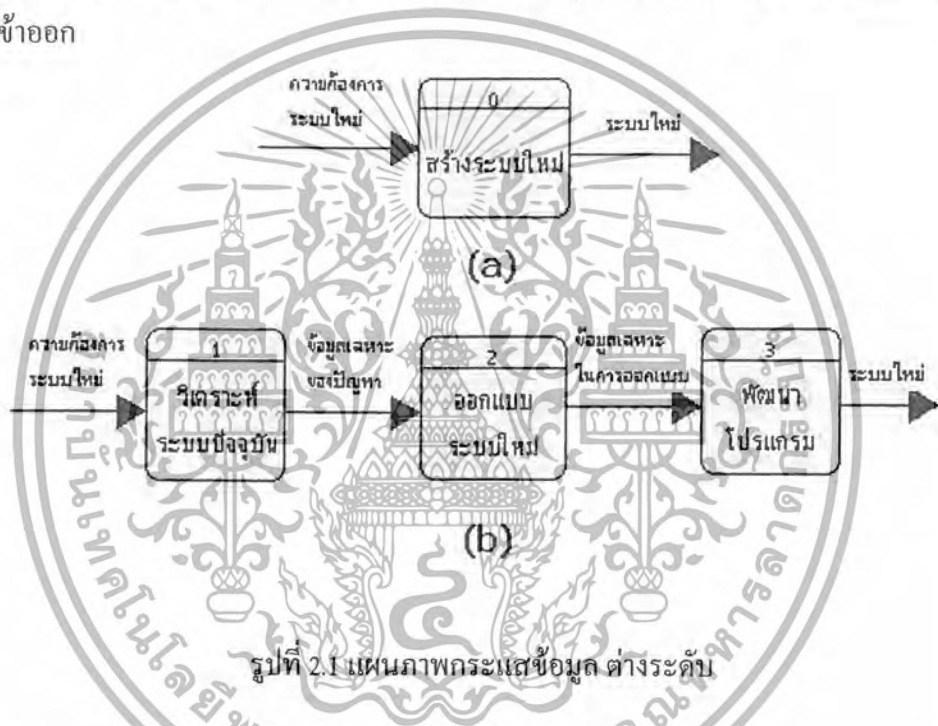 ข้าออก
ความต้องการ
ระบบใหม่
0
สร้างระบบใหม่
ระบบใหม่
(a)
ความต้องการ
ระบบใหม่
1
วิเคราะห์
ระบบปัจจุบัน
ข้อมูลเฉพาะ
ของปัญหา
2
ออกแบบ
ระบบใหม่
ข้อมูลเฉพาะ
ในการออกแบบ
3
พัฒนา
โปรแกรม
ระบบใหม่
(b)
รูปที่ 2.1 แผนภาพกระแสข้อมูล ต่างระดับ